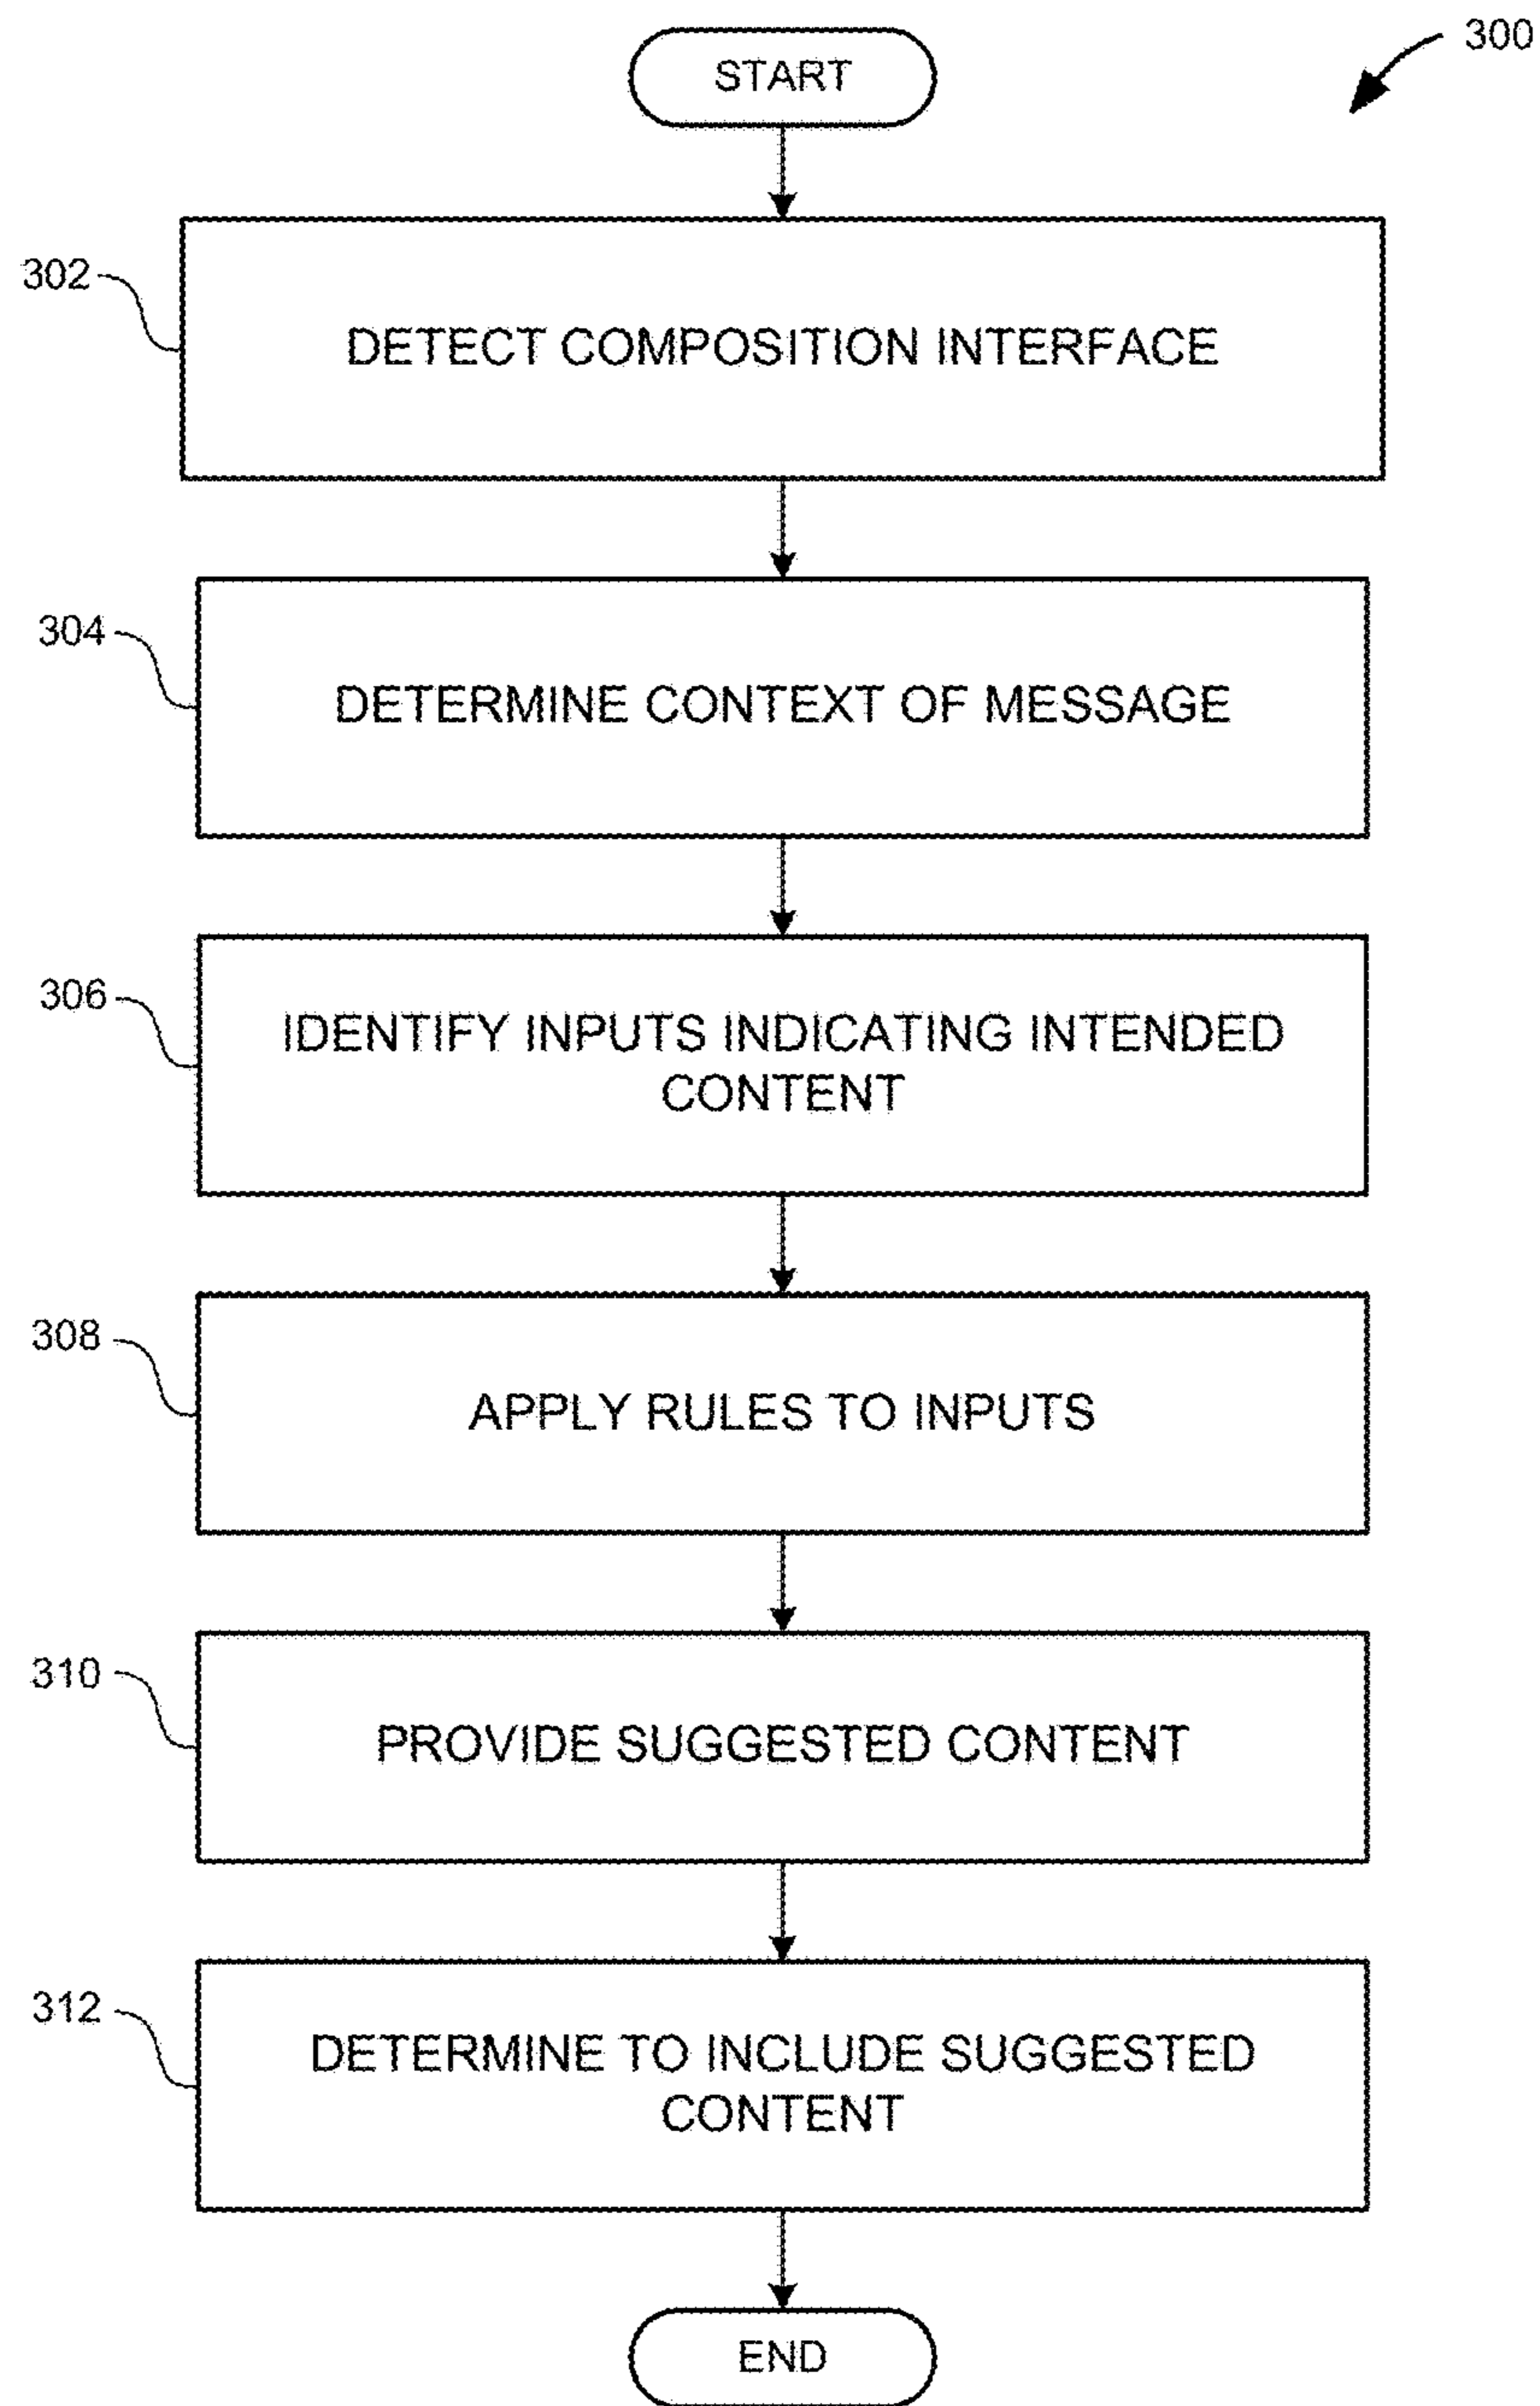 300
START
302
DETECT COMPOSITION INTERFACE
304
DETERMINE CONTEXT OF MESSAGE
306
IDENTIFY INPUTS INDICATING INTENDED
CONTENT
308
APPLY RULES TO INPUTS
310
PROVIDE SUGGESTED CONTENT
312
DETERMINE TO INCLUDE SUGGESTED
CONTENT
END